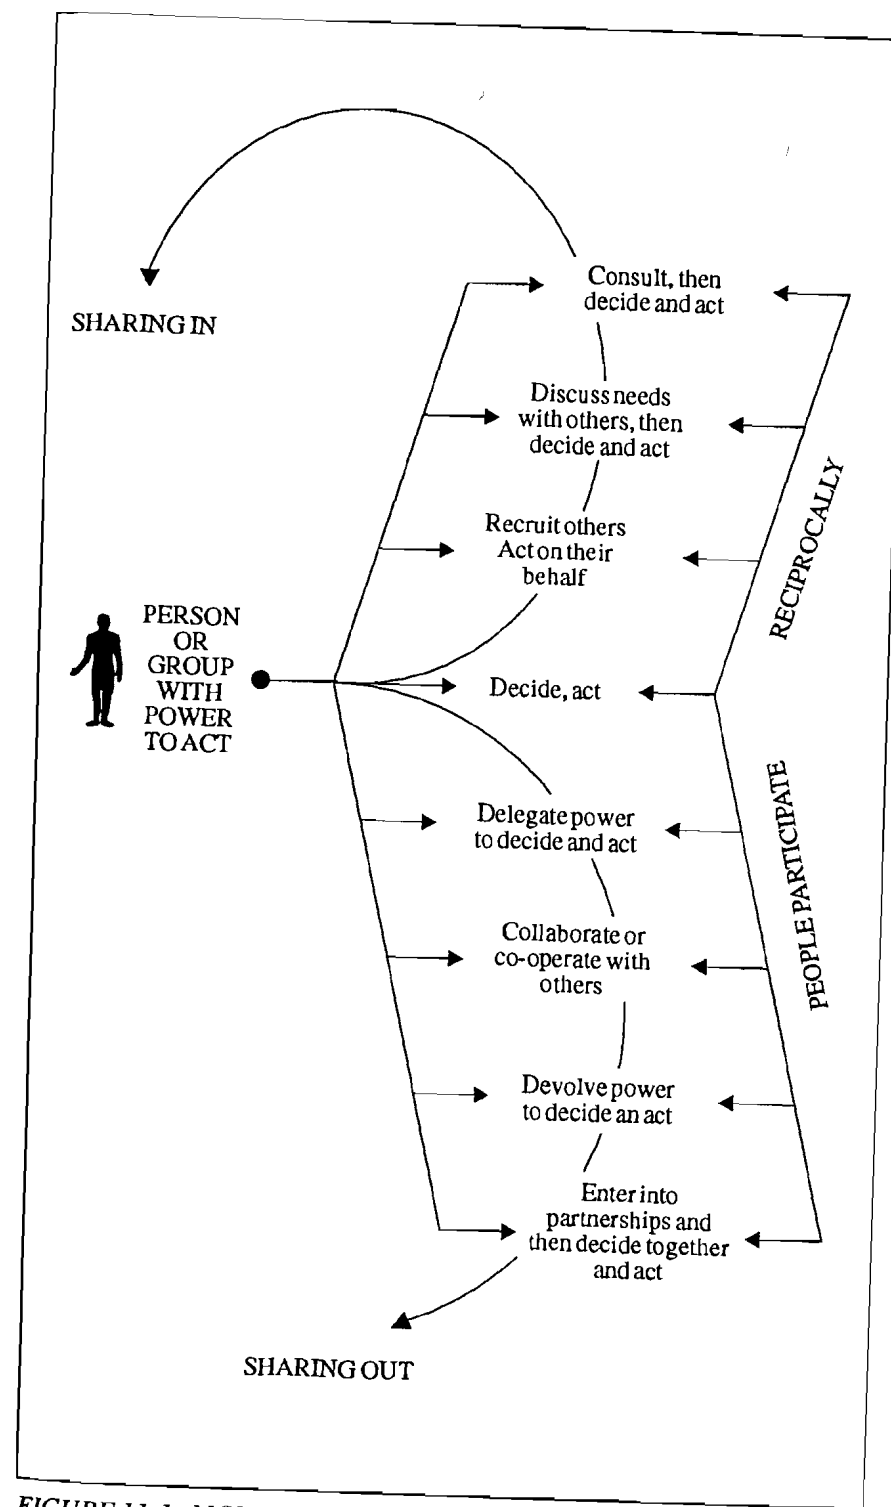 Consult, then
decide and act
SHARING IN
Discuss needs
with others, then
decide and act
Recruit others
Act on their
behalf
RECIPROCALLY
PERSON
OR
GROUP
WITH
POWER
TO ACT
Decide, act
PEOPLE PARTICIPATE
Delegate power
to decide and act
Collaborate or
co-operate with
others
Devolve power
to decide an act
Enter into
partnerships and
then decide together
and act
SHARING OUT
FIGURE